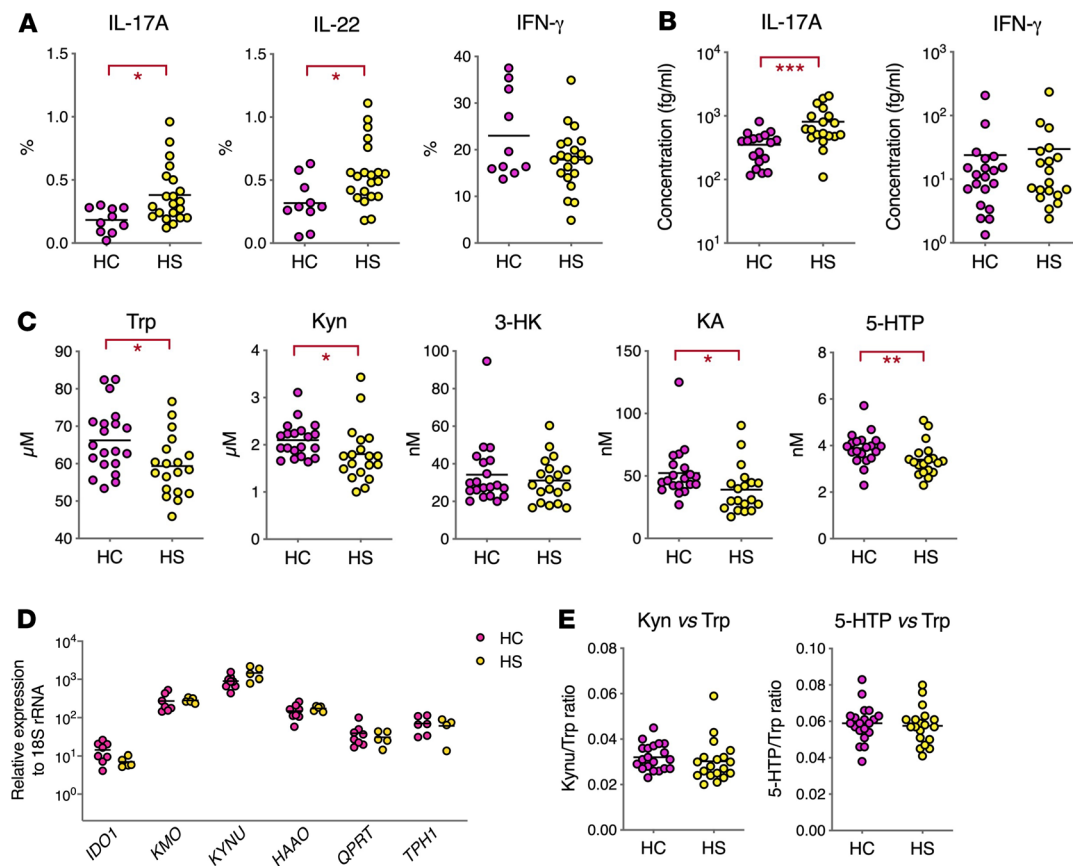 A
IL-17A
IL-22
IFN-γ
%
1.5
1.0
0.5
0.0
*
HC
HS
%
1.5
1.0
0.5
0.0
*
HC
HS
%
40
30
20
10
0
HC
HS
B
IL-17A
IFN-γ
Concentration (fg/ml)
10⁴
10³
10²
10¹
***
HC
HS
Concentration (fg/ml)
10³
10²
10¹
10⁰
HC
HS
C
Trp
Kyn
3-HK
KA
5-HTP
µM
90
80
70
60
50
40
*
HC
HS
µM
4
3
2
1
0
*
HC
HS
nM
100
80
60
40
20
0
HC
HS
nM
150
100
50
0
*
HC
HS
nM
8
6
4
2
0
**
HC
HS
D
Relative expression
to 18S rRNA
10⁴
10³
10²
10¹
10⁰
IDO1
KMO
KYNU
HAAO
QPRT
TPH1
HC
HS
E
Kyn vs Trp
5-HTP vs Trp
Kynu/Trp ratio
0.08
0.06
0.04
0.02
0.00
HC
HS
5-HTP/Trp ratio
0.10
0.08
0.06
0.04
0.02
0.00
HC
HS